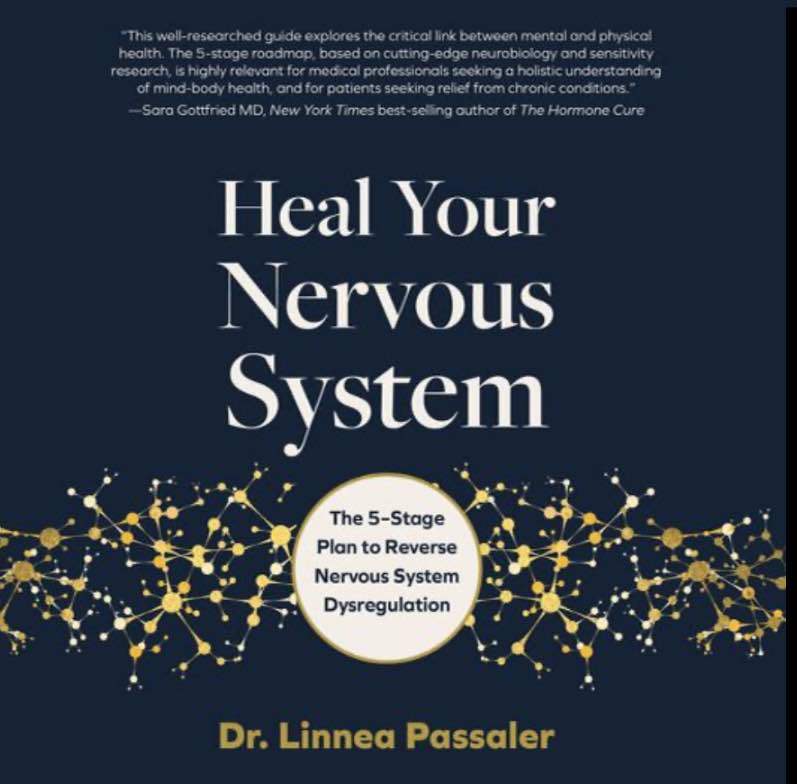 "This well-researched guide explores the critical link between mental and physical
health. The 5-stage roadmap, based on cutting-edge neurobiology and sensitivity
research, is highly relevant for medical professionals seeking a holistic understanding
of mind-body health, and for patients seeking relief from chronic conditions."
—Sara Gottfried MD, New York Times best-selling author of The Hormone Cure
Heal Your
Nervous
System
The 5-Stage
Plan to Reverse
Nervous System
Dysregulation
Dr. Linnea Passaler